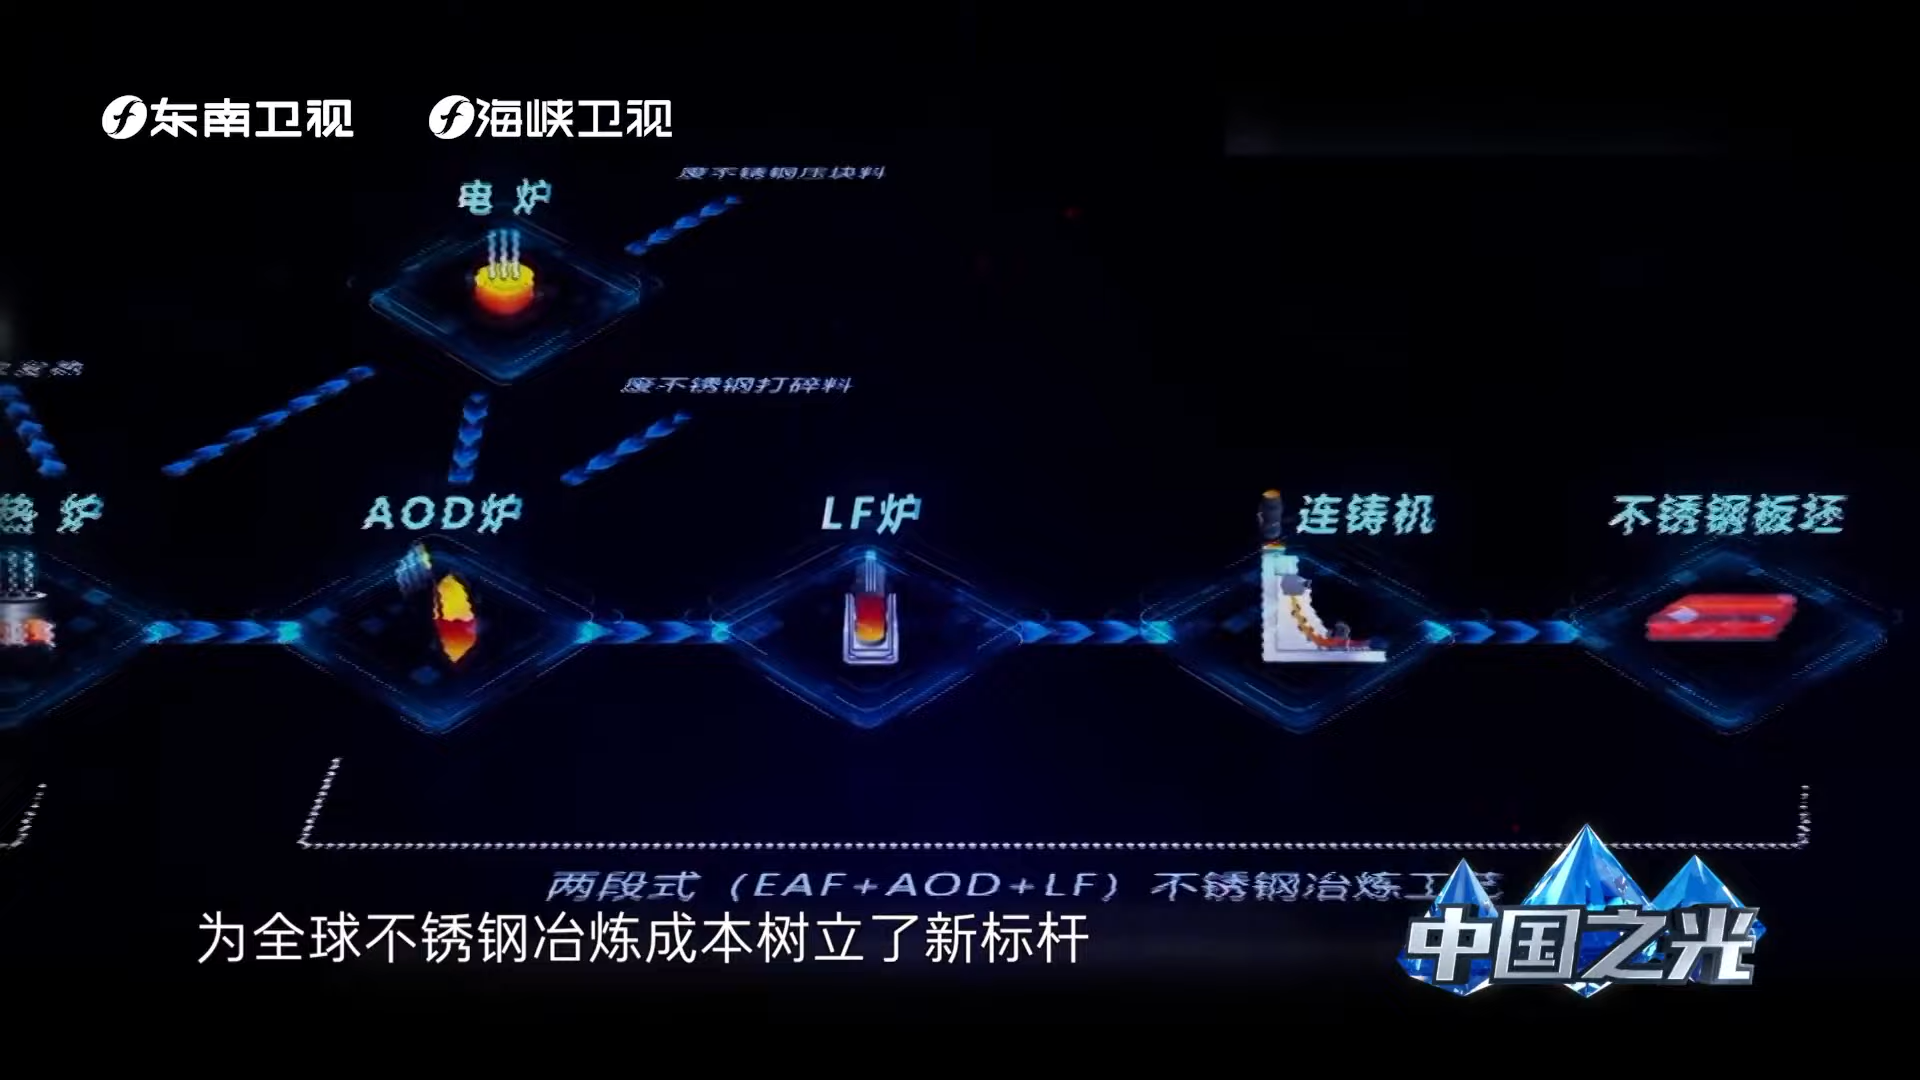 东南卫视
海峡卫视
废不锈钢压块料
电 炉
废不锈钢打碎料
炉
AOD炉
LF炉
连铸机
不锈钢板坯
两段式（EAF+AOD+LF）不锈钢冶炼工艺
为全球不锈钢冶炼成本树立了新标杆
中国之光